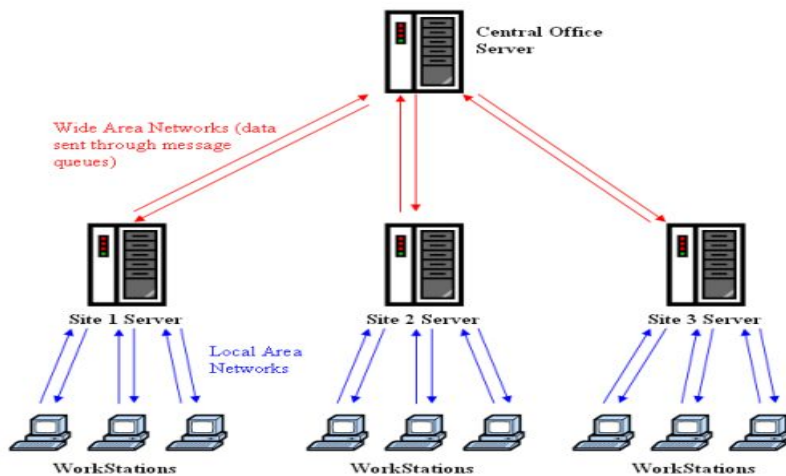 Central Office
Server
Wide Area Networks (data
sent through message
queues)
Site 1 Server
Site 2 Server
Site 3 Server
Local Area
Networks
WorkStations
WorkStations
WorkStations